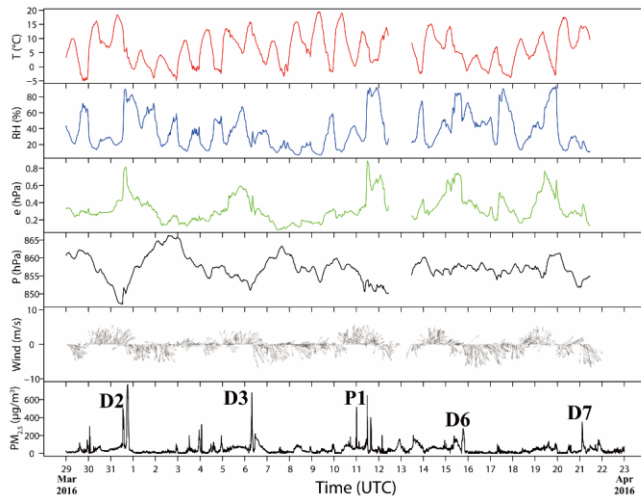 T (°C)
20
15
10
5
0
−5
RH (%)
80
60
40
20
e (hPa)
0.8
0.6
0.4
0.2
P (hPa)
865
860
855
850
Wind (m/s)
10
0
−10
PM2.5 (μg/m³)
600
400
200
0
D2 D3 P1 D6 D7
29 30 31 1 2 3 4 5 6 7 8 9 10 11 12 13 14 15 16 17 18 19 20 21 22 23
Mar Apr
2016 2016
Time (UTC)